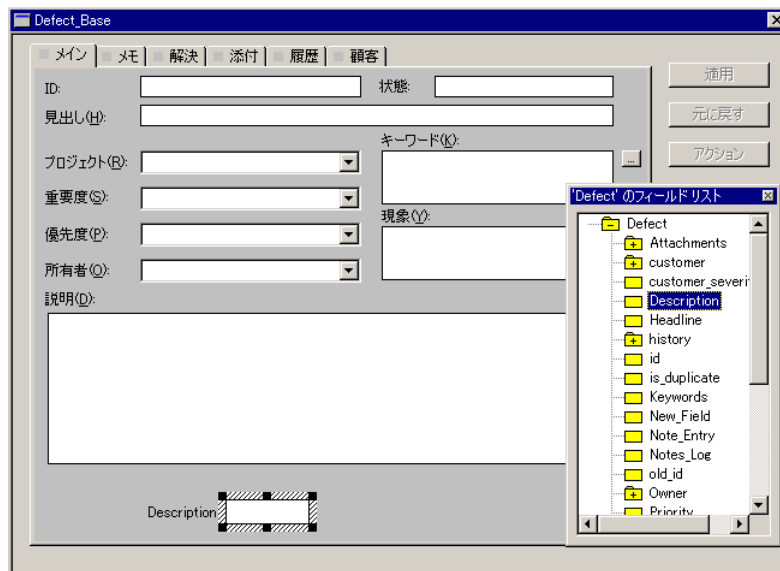 Defect_Base
メイン メモ 解決 添付 履歴 顧客
ID: 状態:
見出し(H):
プロジェクト(R):
重要度(S):
優先度(P):
所有者(O):
キーワード(K):
...
現象(Y):
説明(D):
Description
適用
元に戻す
アクション
'Defect' のフィールド リスト
Defect
Attachments
customer
customer_severi
Description
Headline
history
id
is_duplicate
Keywords
New_Field
Note_Entry
Notes_Log
old_id
Owner
Priority